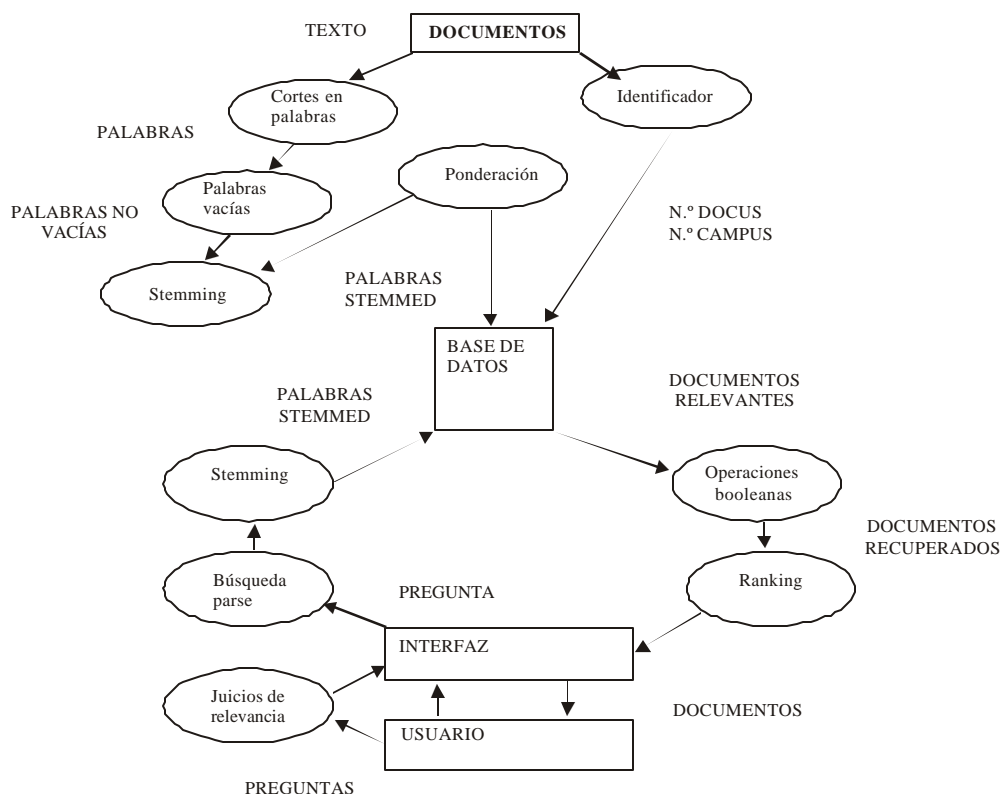 TEXTO
DOCUMENTOS
Cortes en
palabras
Identificador
PALABRAS
Palabras
vacías
Ponderación
PALABRAS NO
VACÍAS
N.º DOCUS
N.º CAMPUS
Stemming
PALABRAS
STEMMED
BASE DE
DATOS
PALABRAS
STEMMED
DOCUMENTOS
RELEVANTES
Stemming
Operaciones
booleanas
DOCUMENTOS
RECUPERADOS
Búsqueda
parse
PREGUNTA
Ranking
INTERFAZ
Juicios de
relevancia
DOCUMENTOS
USUARIO
PREGUNTAS